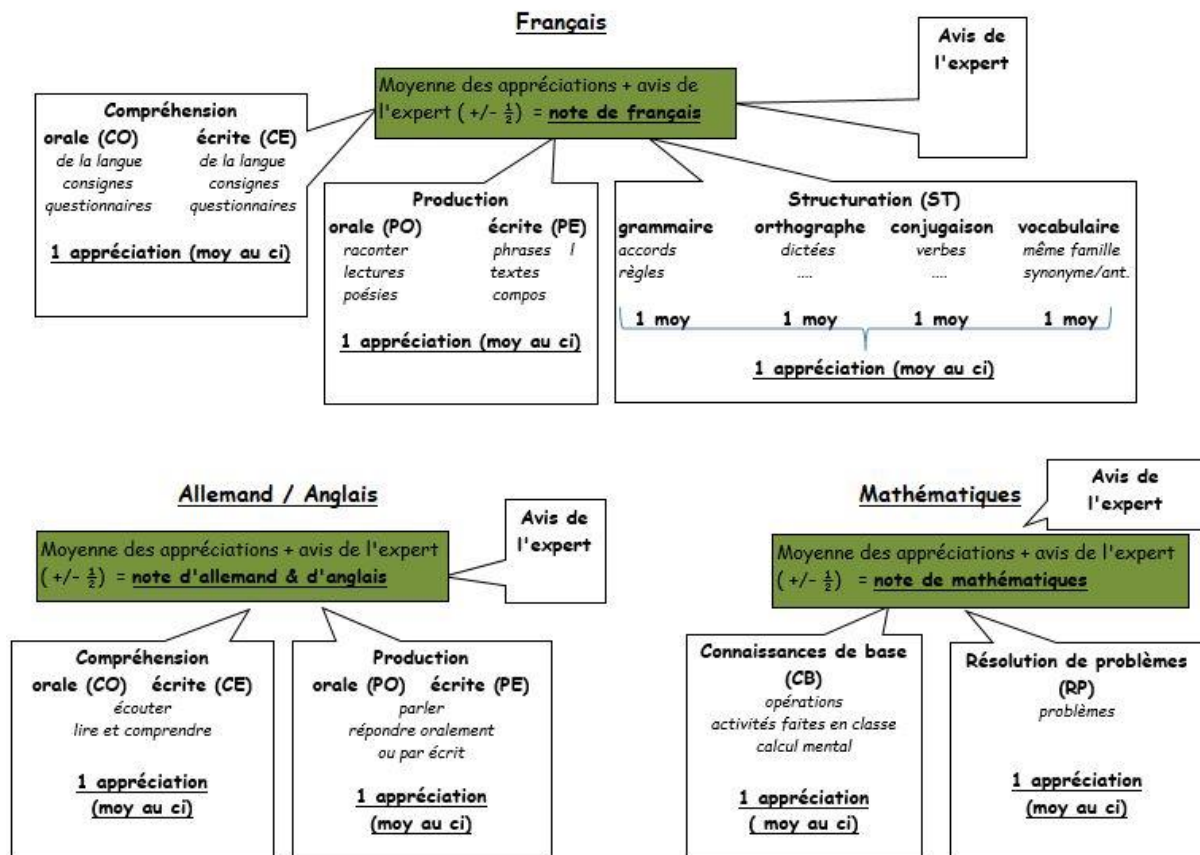 Français
Avis de
l'expert
Moyenne des appréciations + avis de
l'expert ( +/- ½) = note de français
Compréhension
orale (CO) écrite (CE)
de la langue de la langue
consignes consignes
questionnaires questionnaires
1 appréciation (moy au ci)
Production
orale (PO) écrite (PE)
raconter phrases l
lectures textes
poésies compos
1 appréciation (moy au ci)
Structuration (ST)
grammaire orthographe conjugaison vocabulaire
accords dictées verbes même famille
règles .... .... synonyme/ant.
1 moy 1 moy 1 moy 1 moy
1 appréciation (moy au ci)
Allemand / Anglais
Avis de
l'expert
Moyenne des appréciations + avis de l'expert
( +/- ½) = note d'allemand & d'anglais
Compréhension
orale (CO) écrite (CE)
écouter
lire et comprendre
1 appréciation
(moy au ci)
Production
orale (PO) écrite (PE)
parler
répondre oralement
ou par écrit
1 appréciation
(moy au ci)
Mathématiques
Avis de
l'expert
Moyenne des appréciations + avis de l'expert
( +/- ½) = note de mathématiques
Connaissances de base
(CB)
opérations
activités faites en classe
calcul mental
1 appréciation
( moy au ci)
Résolution de problèmes
(RP)
problèmes
1 appréciation
(moy au ci)